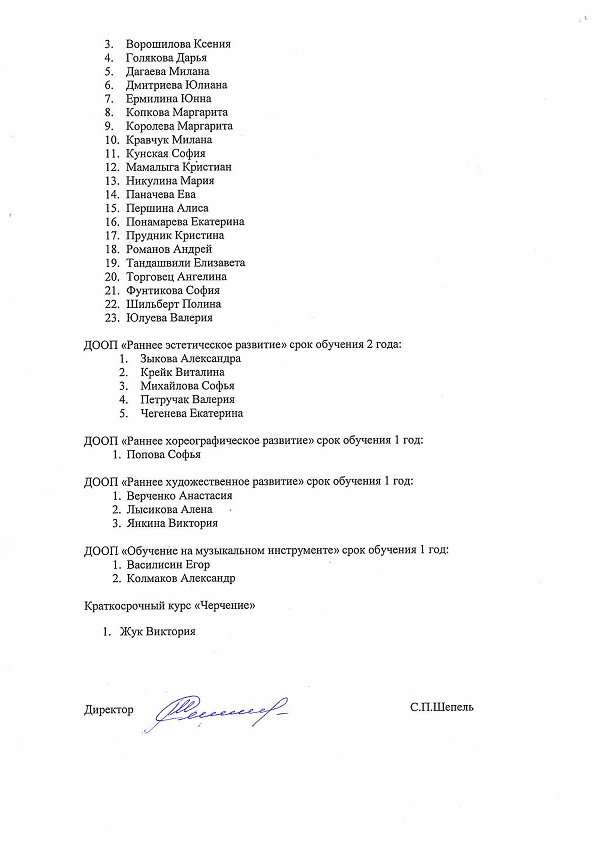 3. Ворошилова Ксения
4. Голякова Дарья
5. Дагаева Милана
6. Дмитриева Юлиана
7. Ермилина Юнна
8. Копкова Маргарита
9. Королева Маргарита
10. Кравчук Милана
11. Кунская София
12. Мамалыга Кристиан
13. Никулина Мария
14. Паначева Ева
15. Першина Алиса
16. Понамарева Екатерина
17. Прудник Кристина
18. Романов Андрей
19. Тандашвили Елизавета
20. Торговец Ангелина
21. Фунтикова София
22. Шильберт Полина
23. Юлуева Валерия
ДООП «Раннее эстетическое развитие» срок обучения 2 года:
1. Зыкова Александра
2. Крейк Виталина
3. Михайлова Софья
4. Петручак Валерия
5. Чегенева Екатерина
ДООП «Раннее хореографическое развитие» срок обучения 1 год:
1. Попова Софья
ДООП «Раннее художественное развитие» срок обучения 1 год:
1. Верченко Анастасия
2. Лысикова Алена
3. Янкина Виктория
ДООП «Обучение на музыкальном инструменте» срок обучения 1 год:
1. Василисин Егор
2. Колмаков Александр
Краткосрочный курс «Черчение»
1. Жук Виктория
Директор С.П.Шепель